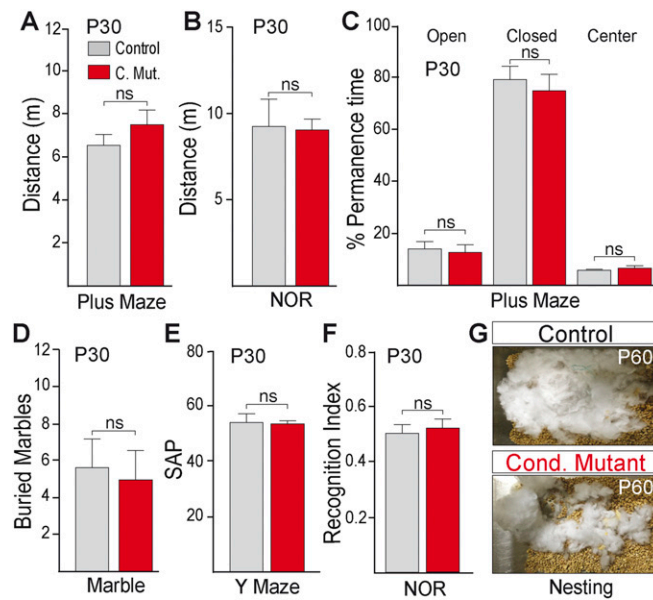 A P30
Control
C. Mut.
12
10
8
6
4
2
ns
Distance (m)
Plus Maze
B P30
15
10
5
ns
Distance (m)
NOR
C Open Closed Center
P30
100
80
60
40
20
ns
ns
ns
% Permanence time
Plus Maze
D P30
12
10
8
6
4
2
ns
Buried Marbles
Marble
E P30
80
60
40
20
ns
SAP
Y Maze
F P30
0.8
0.6
0.4
0.2
ns
Recognition Index
NOR
G Control
P60
Cond. Mutant
P60
Nesting